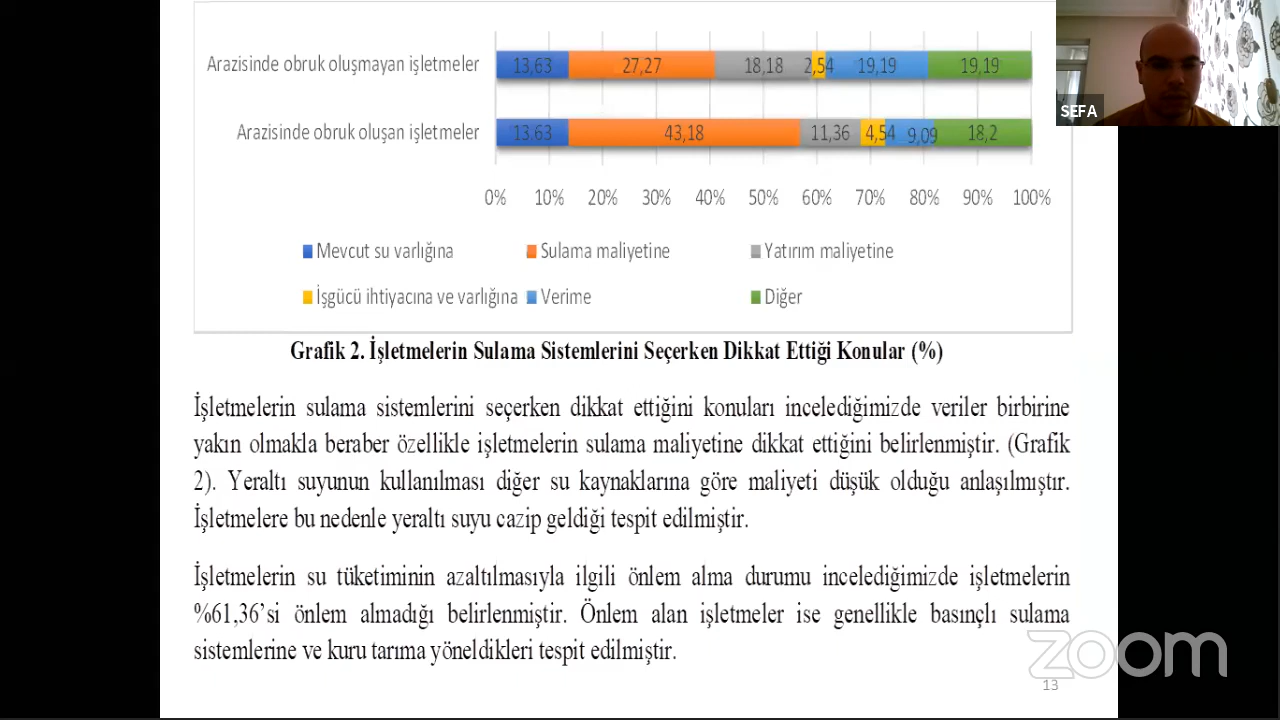 Arazisinde obruk oluşmayan işletmeler 13,63 27,27 18,18 2,54 19,19 19,19
SEFA
Arazisinde obruk oluşan işletmeler 13,63 43,18 11,36 4,54 9,09 18,2
0% 10% 20% 30% 40% 50% 60% 70% 80% 90% 100%
Mevcut su varlığına Sulama maliyetine Yatırım maliyetine
İşgücü ihtiyacına ve varlığına Verime Diğer
Grafik 2. İşletmelerin Sulama Sistemlerini Seçerken Dikkat Ettiği Konular (%)
İşletmelerin sulama sistemlerini seçerken dikkat ettiğini konuları incelediğimizde veriler birbirine
yakın olmakla beraber özellikle işletmelerin sulama maliyetine dikkat ettiğini belirlenmiştir. (Grafik
2). Yeraltı suyunun kullanılması diğer su kaynaklarına göre maliyeti düşük olduğu anlaşılmıştır.
İşletmelere bu nedenle yeraltı suyu cazip geldiği tespit edilmiştir.
İşletmelerin su tüketiminin azaltılmasıyla ilgili önlem alma durumu incelediğimizde işletmelerin
%61,36’si önlem almadığı belirlenmiştir. Önlem alan işletmeler ise genellikle basınçlı sulama
sistemlerine ve kuru tarıma yöneldikleri tespit edilmiştir.
zoom
13